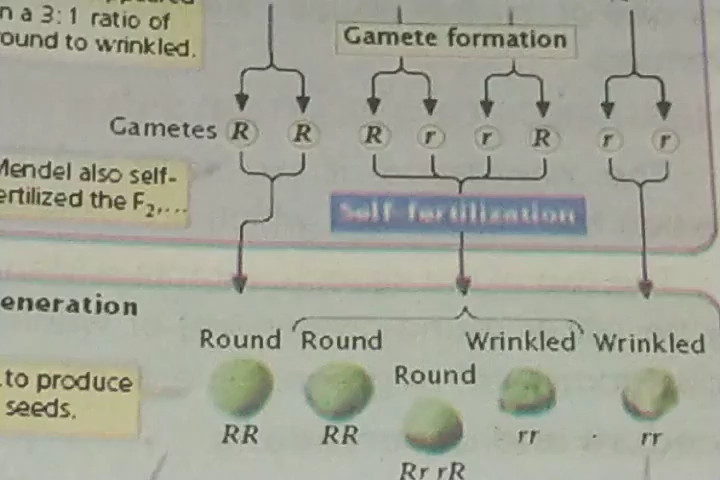 n a 3:1 ratio of
ound to wrinkled.
Gamete formation
Gametes R R R r r R r r
Mendel also self-
ertilized the F2,...
Self-fertilization
eneration
Round Round Wrinkled Wrinkled
to produce
seeds.
Round
RR RR rr rr
Rr rR